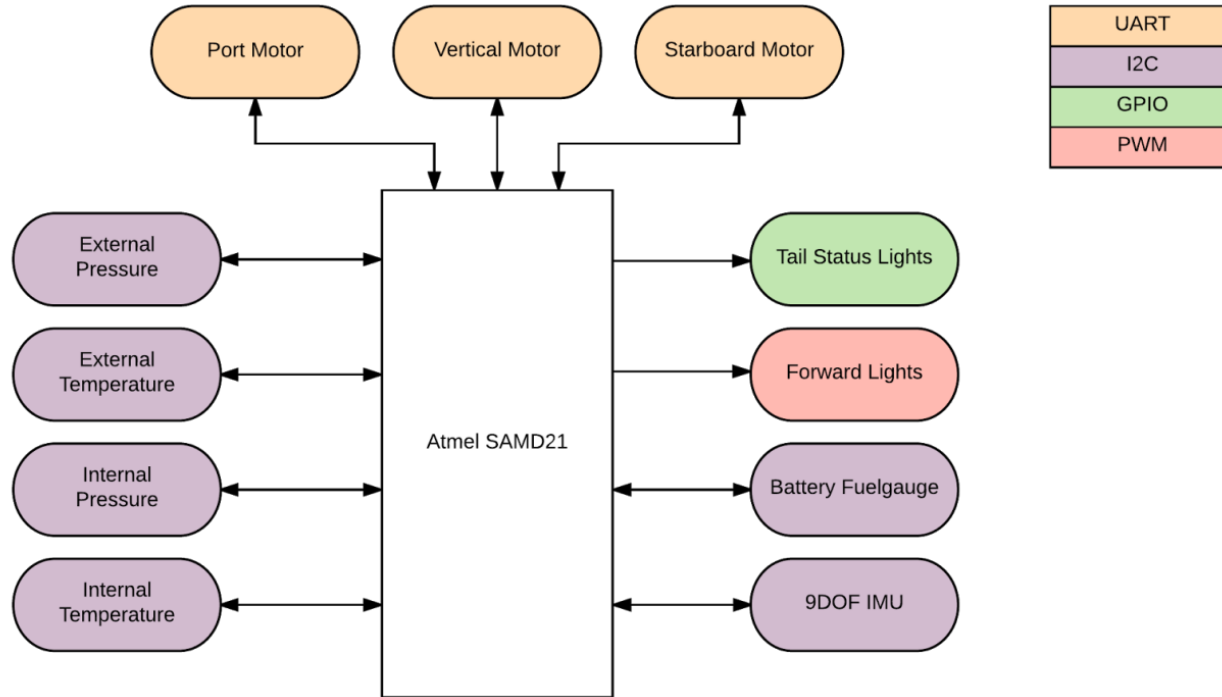 Port Motor
Vertical Motor
Starboard Motor
UART
I2C
GPIO
PWM
External
Pressure
External
Temperature
Internal
Pressure
Internal
Temperature
Atmel SAMD21
Tail Status Lights
Forward Lights
Battery Fuelgauge
9DOF IMU